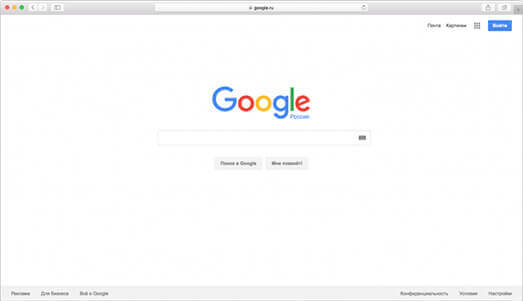 google.ru
Почта Картинки Войти
Google
Россия
Поиск в Google Мне повезёт!
Реклама Для бизнеса Всё о Google Конфиденциальность Условия Настройки